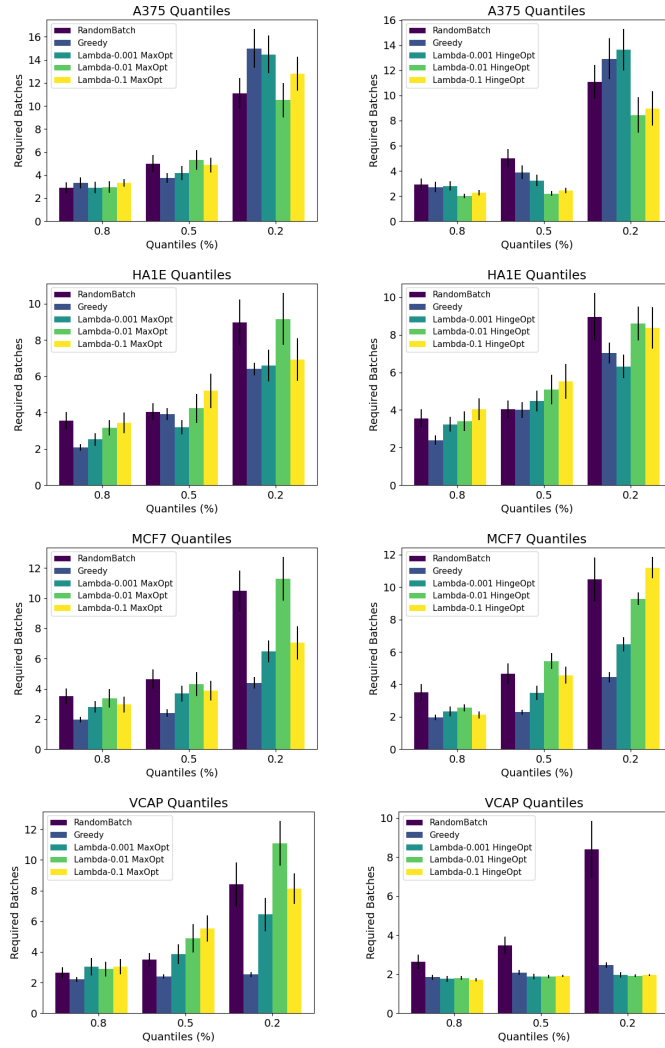 A375 Quantiles
RandomBatch
Greedy
Lambda-0.001 MaxOpt
Lambda-0.01 MaxOpt
Lambda-0.1 MaxOpt
16
14
12
10
8
6
4
2
0
Required Batches
0.8 0.5 0.2
Quantiles (%)
A375 Quantiles
RandomBatch
Greedy
Lambda-0.001 HingeOpt
Lambda-0.01 HingeOpt
Lambda-0.1 HingeOpt
16
14
12
10
8
6
4
2
0
Required Batches
0.8 0.5 0.2
Quantiles (%)
HA1E Quantiles
RandomBatch
Greedy
Lambda-0.001 MaxOpt
Lambda-0.01 MaxOpt
Lambda-0.1 MaxOpt
10
8
6
4
2
0
Required Batches
0.8 0.5 0.2
Quantiles (%)
HA1E Quantiles
RandomBatch
Greedy
Lambda-0.001 HingeOpt
Lambda-0.01 HingeOpt
Lambda-0.1 HingeOpt
10
8
6
4
2
0
Required Batches
0.8 0.5 0.2
Quantiles (%)
MCF7 Quantiles
RandomBatch
Greedy
Lambda-0.001 MaxOpt
Lambda-0.01 MaxOpt
Lambda-0.1 MaxOpt
12
10
8
6
4
2
0
Required Batches
0.8 0.5 0.2
Quantiles (%)
MCF7 Quantiles
RandomBatch
Greedy
Lambda-0.001 HingeOpt
Lambda-0.01 HingeOpt
Lambda-0.1 HingeOpt
12
10
8
6
4
2
0
Required Batches
0.8 0.5 0.2
Quantiles (%)
VCAP Quantiles
RandomBatch
Greedy
Lambda-0.001 MaxOpt
Lambda-0.01 MaxOpt
Lambda-0.1 MaxOpt
12
10
8
6
4
2
0
Required Batches
0.8 0.5 0.2
Quantiles (%)
VCAP Quantiles
RandomBatch
Greedy
Lambda-0.001 HingeOpt
Lambda-0.01 HingeOpt
Lambda-0.1 HingeOpt
10
8
6
4
2
0
Required Batches
0.8 0.5 0.2
Quantiles (%)